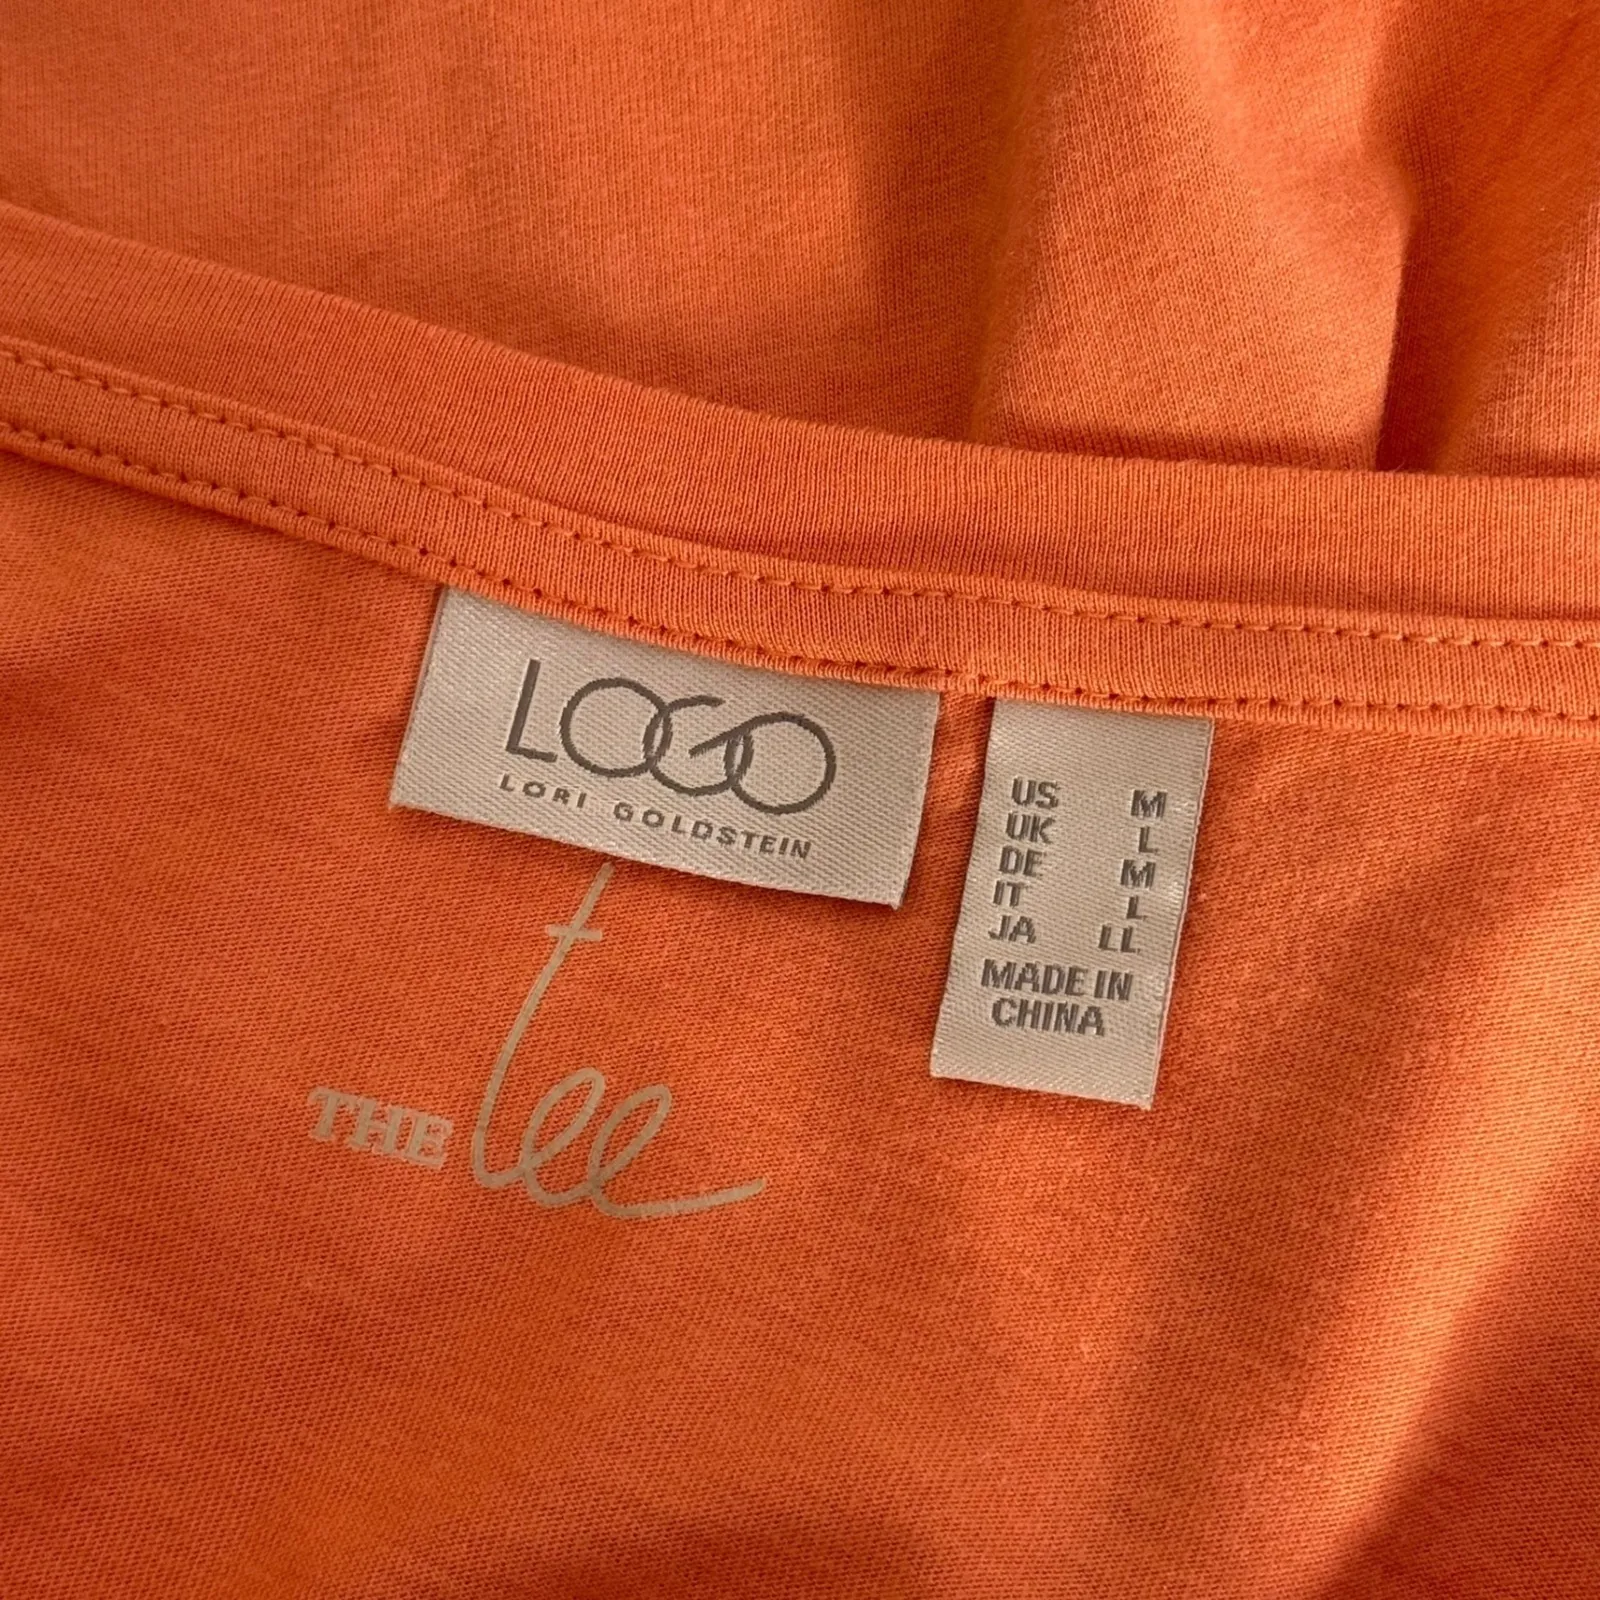 LOGO
LORI GOLDSTEIN
THE tee
US M
UK L
DE M
IT L
JA LL
MADE IN
CHINA